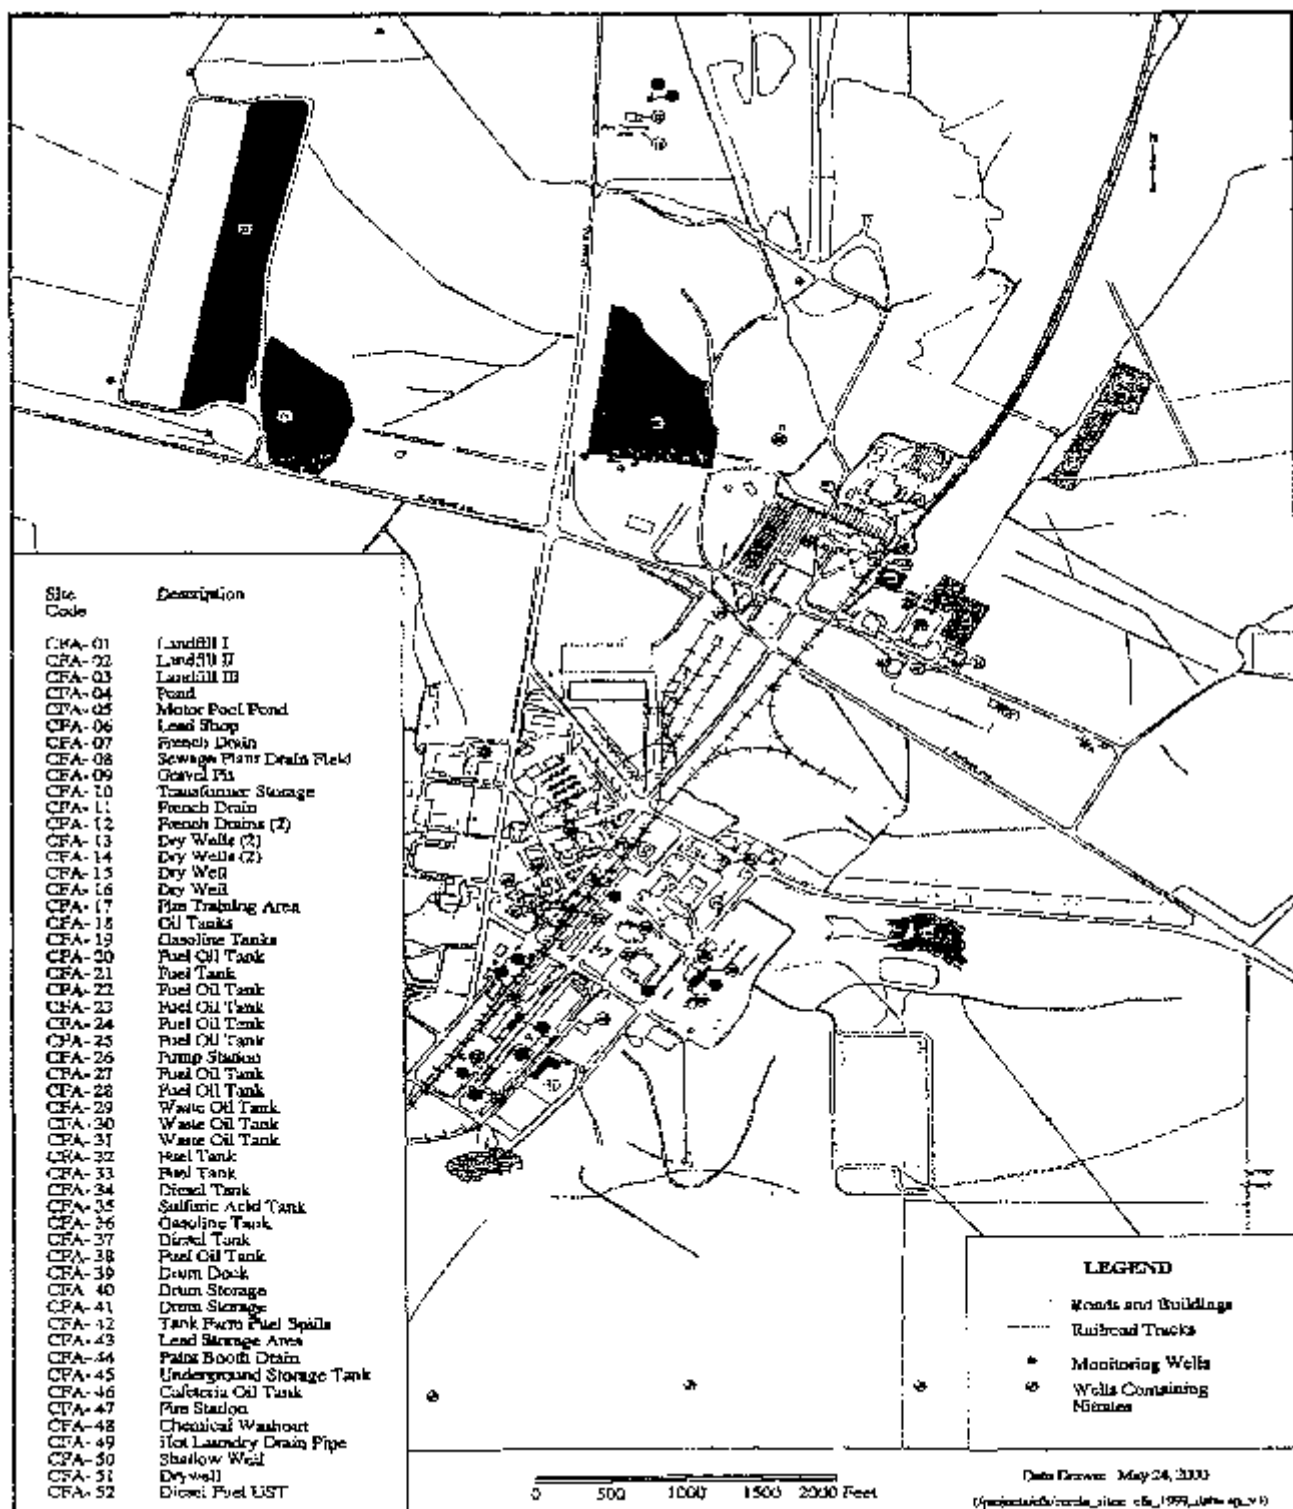 Site Description
Code
CFA-01 Landfill I
CFA-02 Landfill II
CFA-03 Landfill III
CFA-04 Pond
CFA-05 Motor Pool Pond
CFA-06 Lead Shop
CFA-07 French Drain
CFA-08 Sewage Plant Drain Field
CFA-09 Gravel Pit
CFA-10 Transformer Storage
CFA-11 French Drain
CFA-12 French Drains (2)
CFA-13 Dry Wells (2)
CFA-14 Dry Wells (2)
CFA-15 Dry Well
CFA-16 Dry Well
CFA-17 Fire Training Area
CFA-18 Oil Tanks
CFA-19 Gasoline Tanks
CFA-20 Fuel Oil Tank
CFA-21 Fuel Tank
CFA-22 Fuel Oil Tank
CFA-23 Fuel Oil Tank
CFA-24 Fuel Oil Tank
CFA-25 Fuel Oil Tank
CFA-26 Pump Station
CFA-27 Fuel Oil Tank
CFA-28 Fuel Oil Tank
CFA-29 Waste Oil Tank
CFA-30 Waste Oil Tank
CFA-31 Waste Oil Tank
CFA-32 Fuel Tank
CFA-33 Fuel Tank
CFA-34 Diesel Tank
CFA-35 Sulfuric Acid Tank
CFA-36 Gasoline Tank
CFA-37 Diesel Tank
CFA-38 Fuel Oil Tank
CFA-39 Drum Dock
CFA-40 Drum Storage
CFA-41 Drum Storage
CFA-42 Tank Farm Fuel Spills
CFA-43 Lead Storage Area
CFA-44 Paint Booth Drain
CFA-45 Underground Storage Tank
CFA-46 Cafeteria Oil Tank
CFA-47 Fire Station
CFA-48 Chemical Washout
CFA-49 Hot Laundry Drain Pipe
CFA-50 Shallow Well
CFA-51 Drywell
CFA-52 Diesel Fuel UST
LEGEND
Roads and Buildings
Railroad Tracks
Monitoring Wells
Wells Containing
Nitrates
0 500 1000 1500 2000 Feet
Date Drawn: May 24, 2000